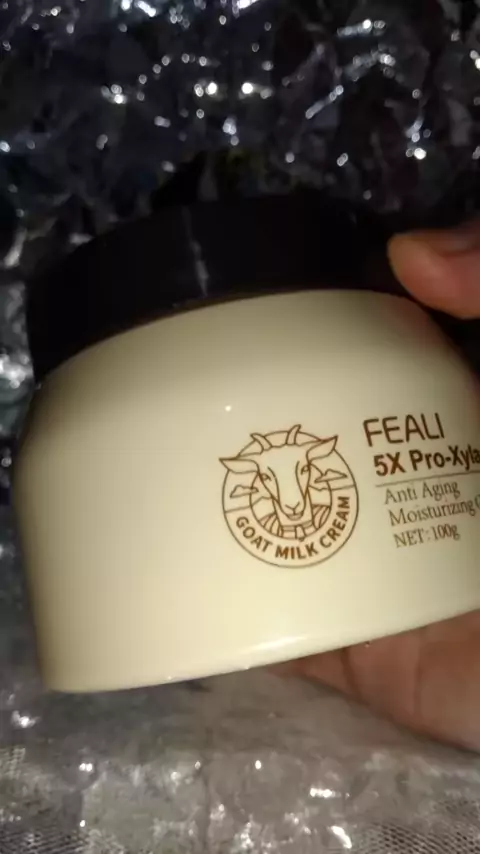 GOAT MILK CREAM
FEALI
5X Pro-Xyla
Anti Aging
Moisturizing
NET:100g